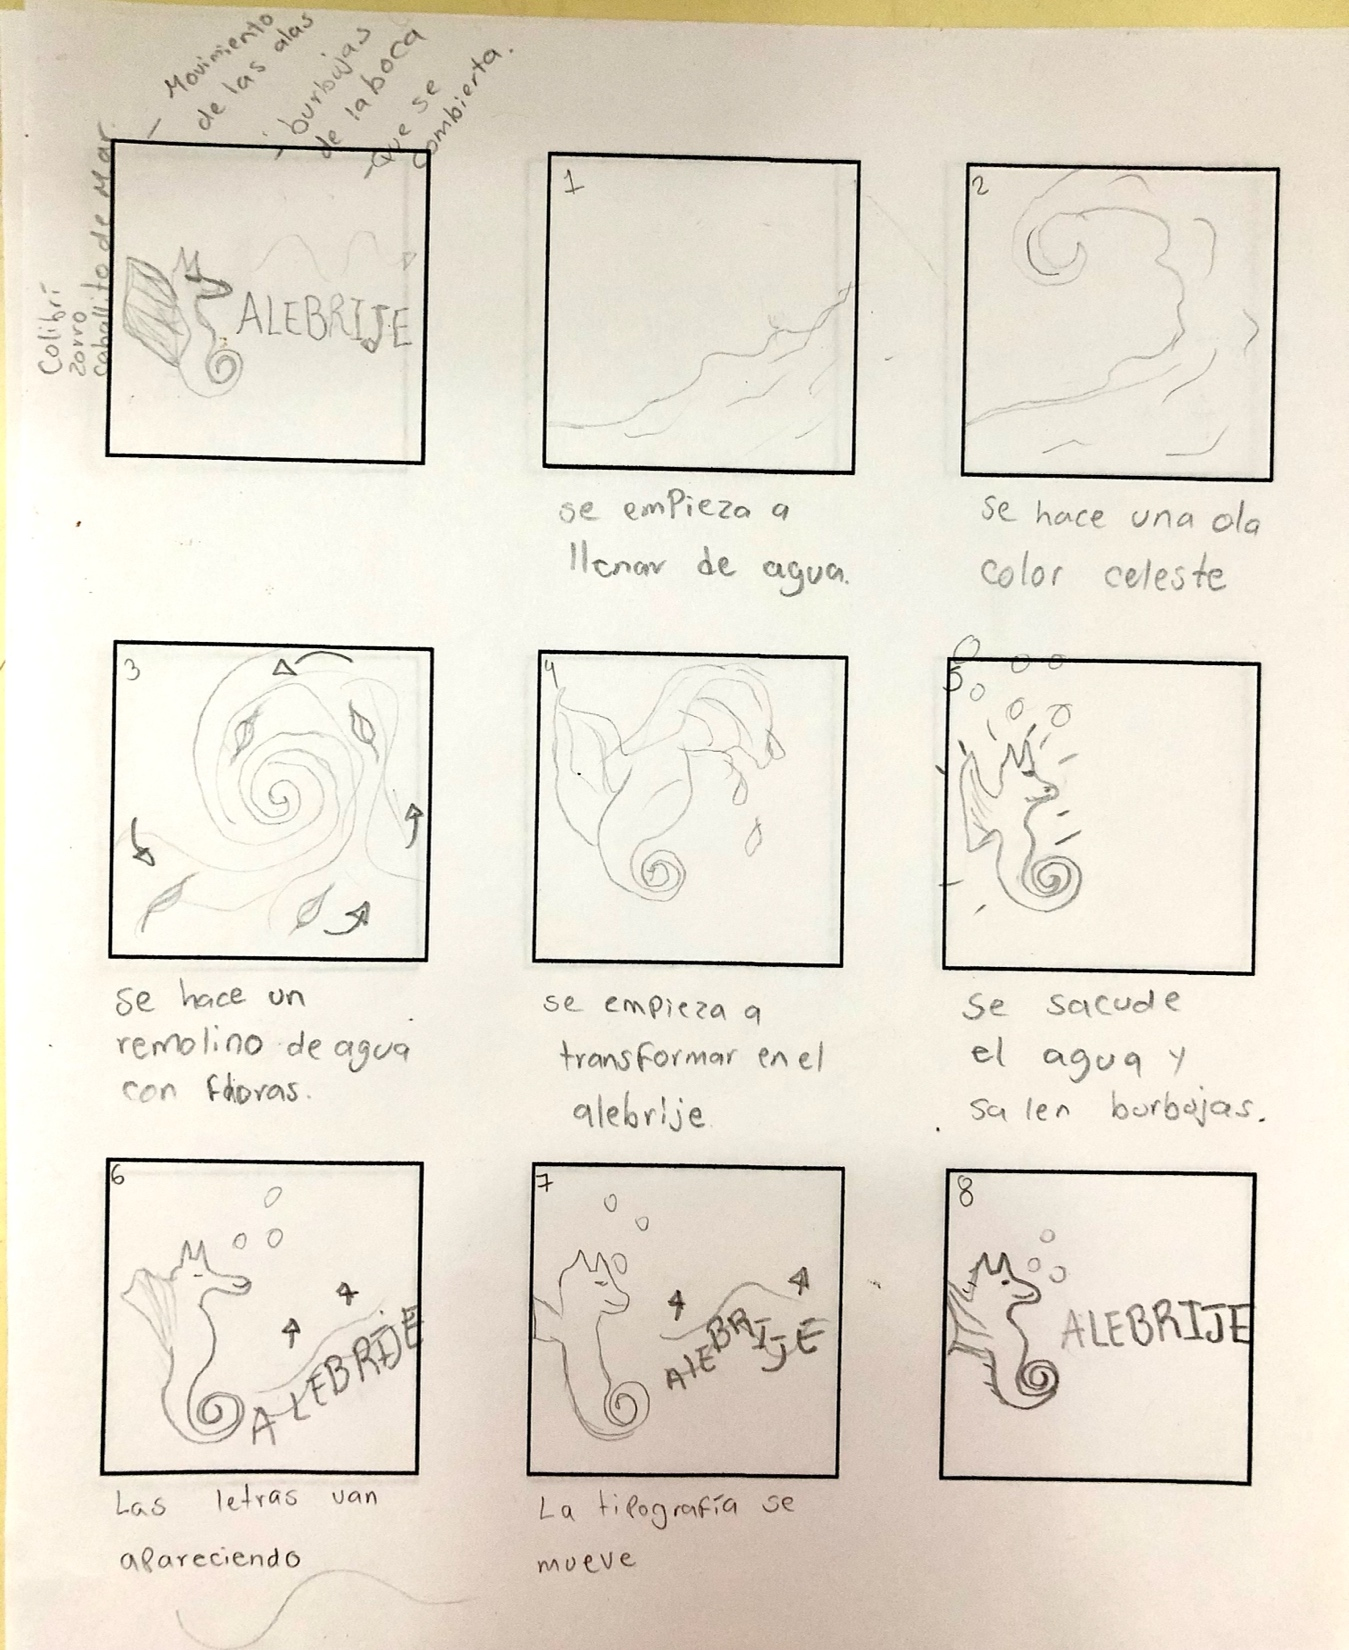 - Movimiento
de las alas
- burbujas
de la boca
- Que se
combierta.
Colibrí
zorro
caballito de Mar.
ALEBRIJE
1
se empieza a
llenar de agua.
2
se hace una ola
color celeste
3
se hace un
remolino de agua
con
4
se empieza a
transformar en el
alebrije
5
se sacude
el agua y
salen burbujas.
6
ALEBRIJE
Las letras van
apareciendo
7
ALEBRIJE
La tipografía se
mueve
8
ALEBRIJE